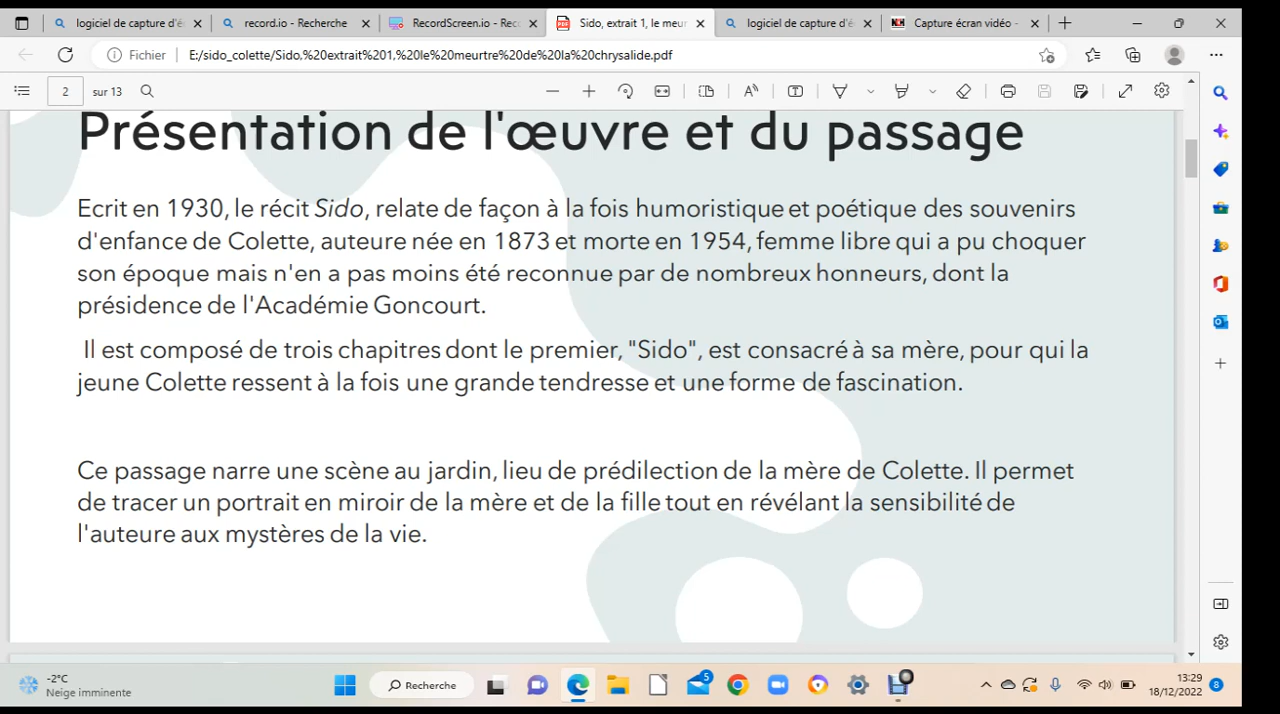 logiciel de capture d'é
record.io - Recherche
RecordScreen.io - Rec
Sido, extrait 1, le meur
logiciel de capture d'é
Capture écran vidéo -
Fichier
E:/sido_colette/Sido,%20extrait%201,%20le%20meurtre%20de%20la%20chrysalide.pdf
2 sur 13
Présentation de l'œuvre et du passage
Ecrit en 1930, le récit Sido, relate de façon à la fois humoristique et poétique des souvenirs
d'enfance de Colette, auteure née en 1873 et morte en 1954, femme libre qui a pu choquer
son époque mais n'en a pas moins été reconnue par de nombreux honneurs, dont la
présidence de l'Académie Goncourt.
Il est composé de trois chapitres dont le premier, "Sido", est consacré à sa mère, pour qui la
jeune Colette ressent à la fois une grande tendresse et une forme de fascination.
Ce passage narre une scène au jardin, lieu de prédilection de la mère de Colette. Il permet
de tracer un portrait en miroir de la mère et de la fille tout en révélant la sensibilité de
l'auteure aux mystères de la vie.
-2°C
Neige imminente
Recherche
5
13:29
18/12/2022
8